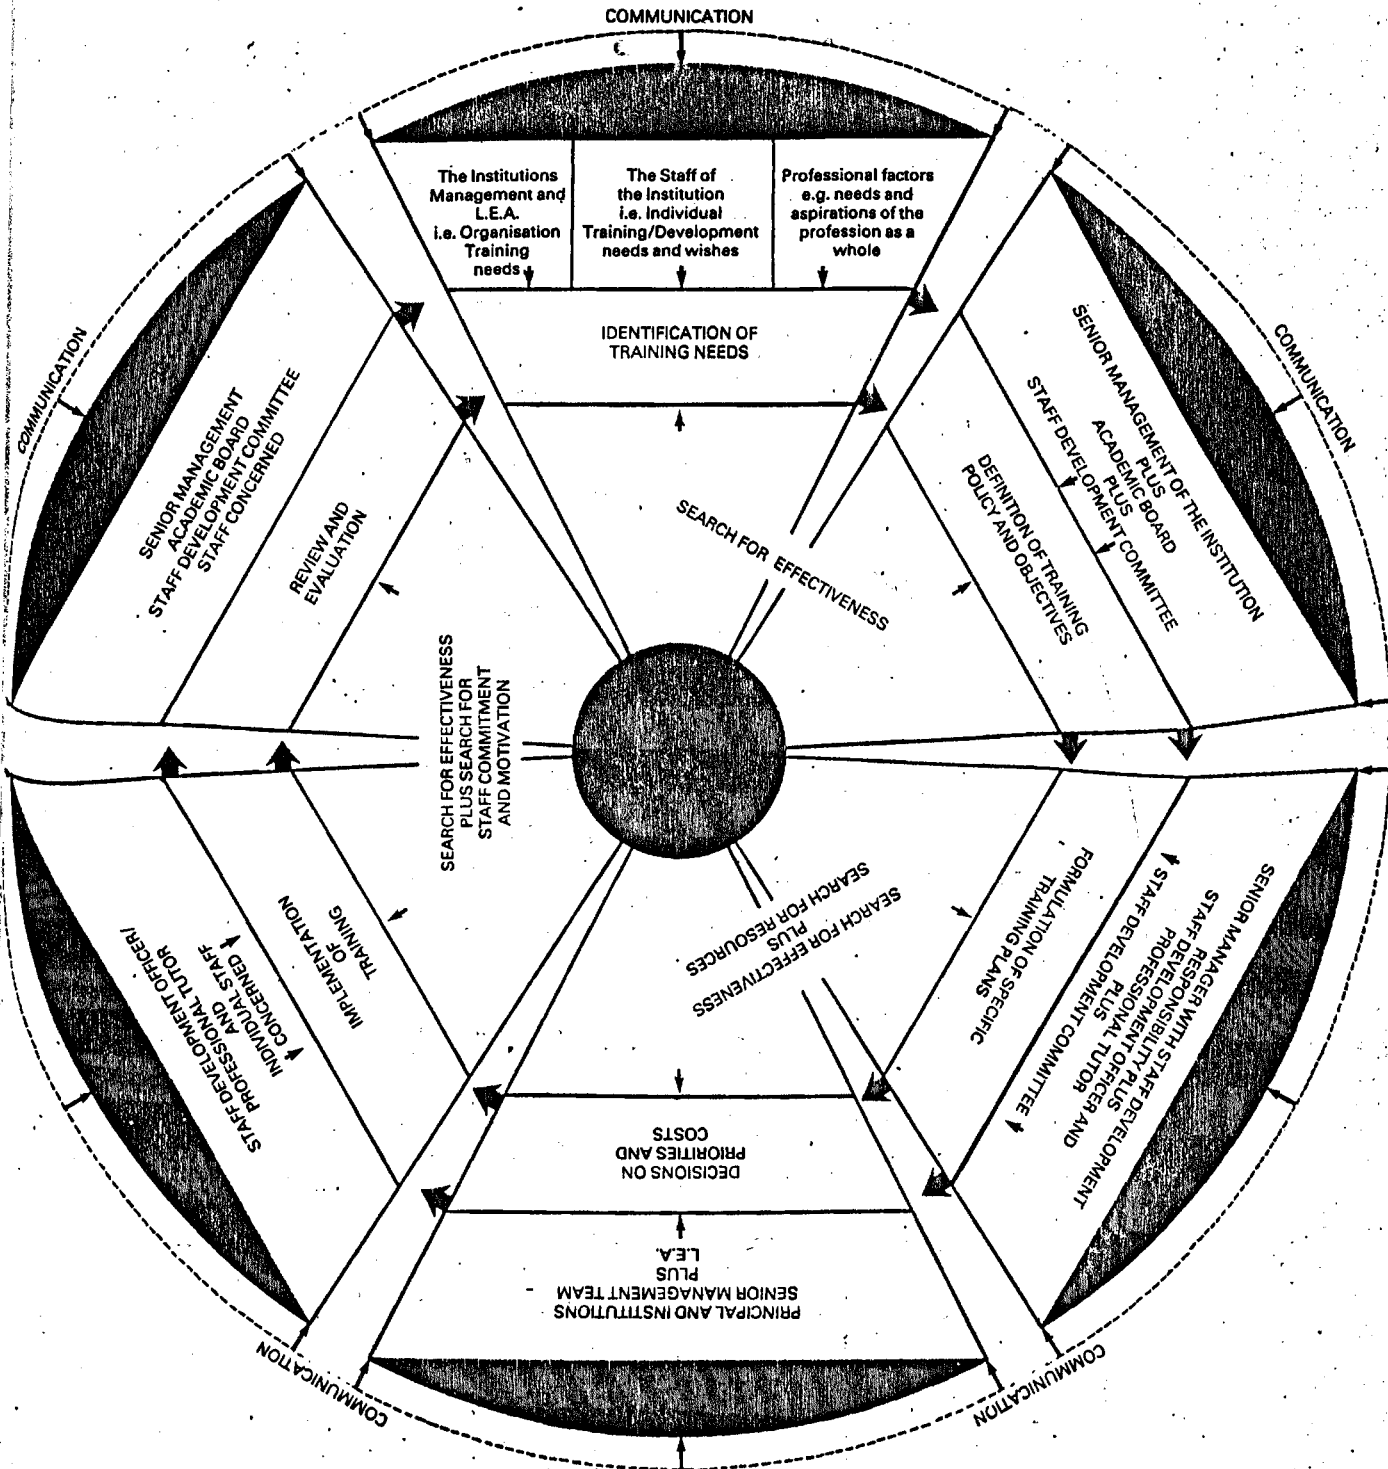 COMMUNICATION
The Institutions
Management and
L.E.A.
i.e. Organisation
Training
needs
The Staff of
the Institution
i.e. Individual
Training/Development
needs and wishes
Professional factors
e.g. needs and
aspirations of the
profession as a
whole
IDENTIFICATION OF
TRAINING NEEDS
SEARCH FOR EFFECTIVENESS
COMMUNICATION
SENIOR MANAGEMENT OF THE INSTITUTION
PLUS
ACADEMIC BOARD
PLUS
STAFF DEVELOPMENT COMMITTEE
DEFINITION OF TRAINING
POLICY AND OBJECTIVES
SENIOR MANAGER WITH STAFF DEVELOPMENT
RESPONSIBILITY PLUS
STAFF DEVELOPMENT OFFICER AND
PROFESSIONAL TUTOR
PLUS
STAFF DEVELOPMENT COMMITTEE
FORMULATION OF SPECIFIC
TRAINING PLANS
COMMUNICATION
SEARCH FOR EFFECTIVENESS
PLUS
SEARCH FOR RESOURCES
DECISIONS ON
PRIORITIES AND
COSTS
PRINCIPAL AND INSTITUTIONS
SENIOR MANAGEMENT TEAM
PLUS
L.E.A.
COMMUNICATION
STAFF DEVELOPMENT OFFICER/
PROFESSIONAL TUTOR
AND
INDIVIDUAL STAFF
CONCERNED
IMPLEMENTATION
OF
TRAINING
SEARCH FOR EFFECTIVENESS
PLUS SEARCH FOR
STAFF COMMITMENT
AND MOTIVATION
COMMUNICATION
SENIOR MANAGEMENT
ACADEMIC BOARD
STAFF DEVELOPMENT COMMITTEE
STAFF CONCERNED
REVIEW AND
EVALUATION